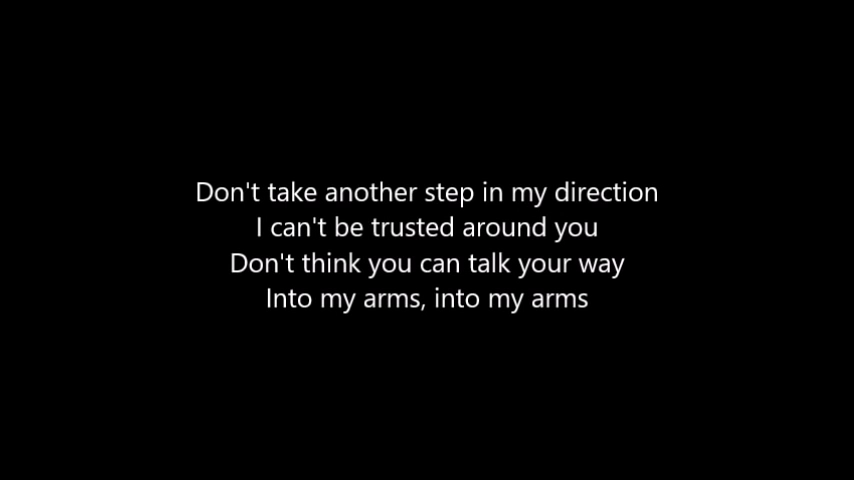 Don't take another step in my direction
I can't be trusted around you
Don't think you can talk your way
Into my arms, into my arms